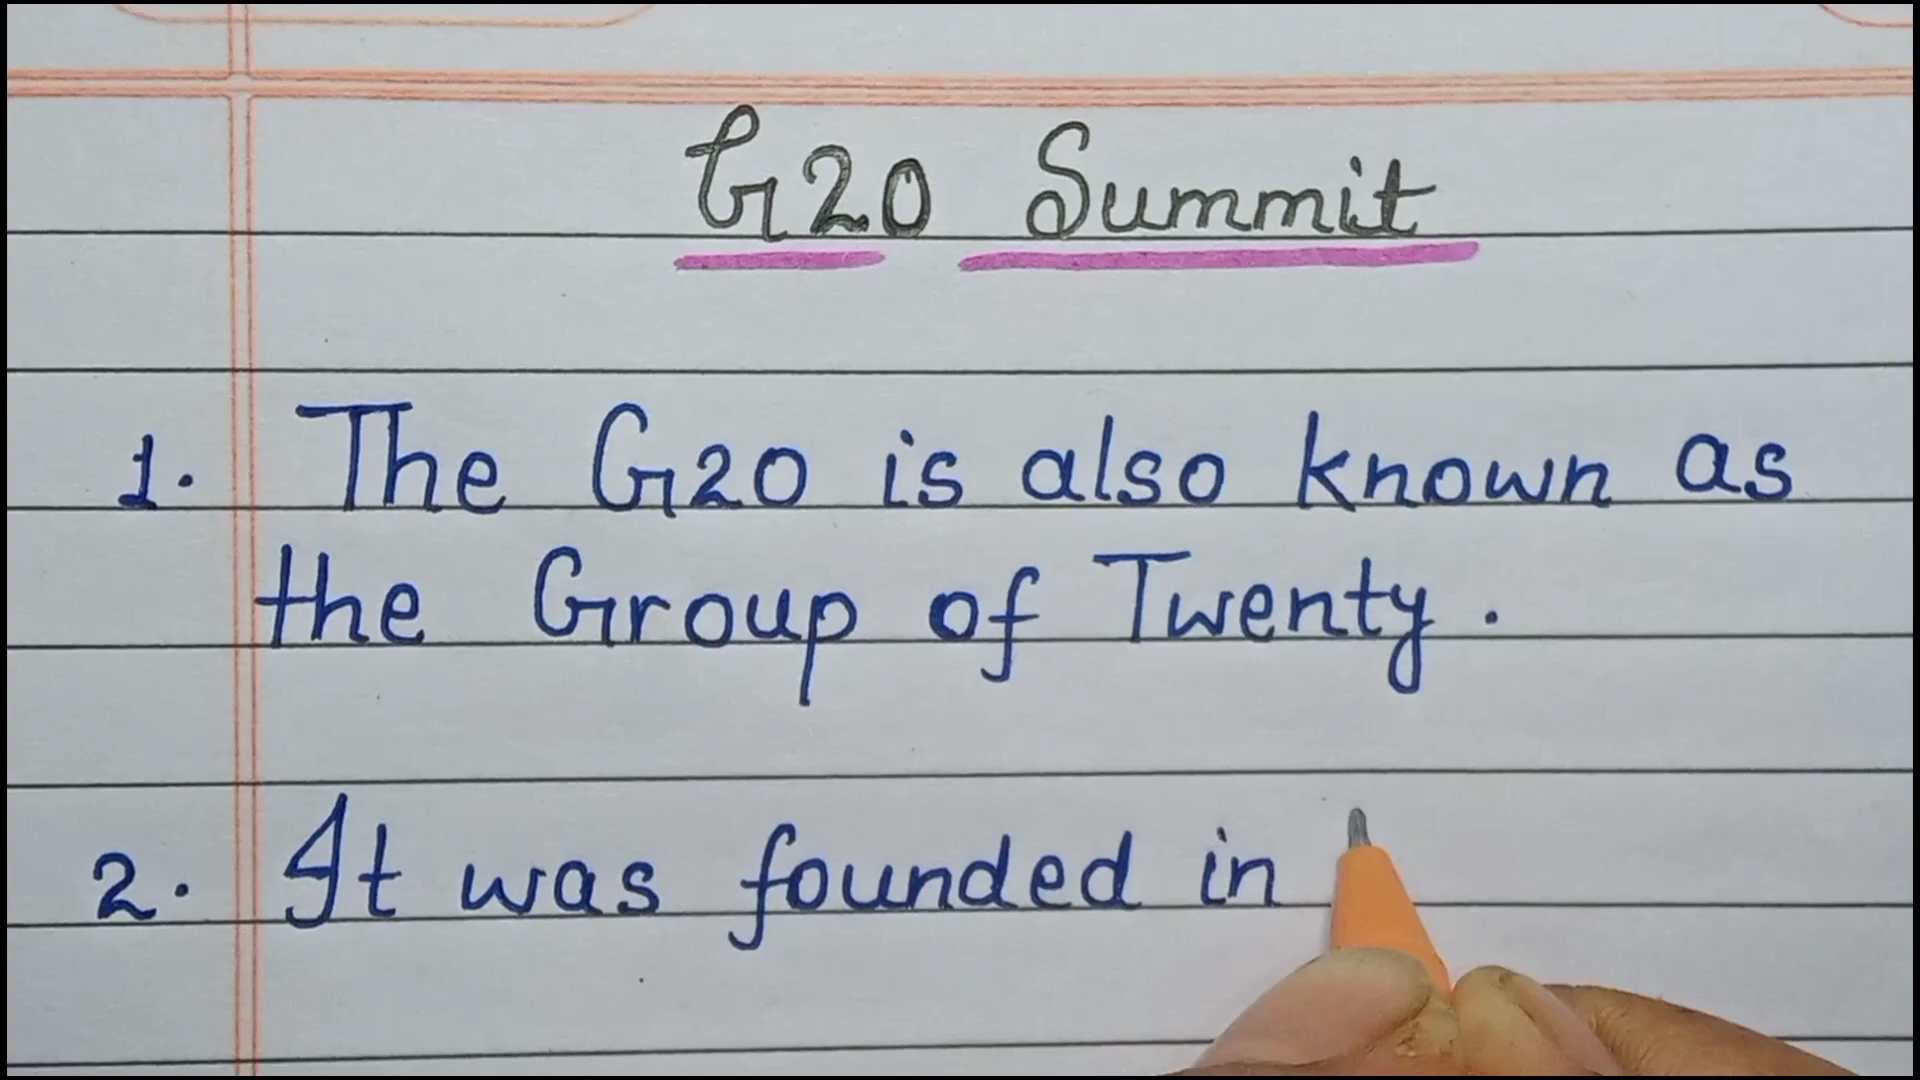 G20 Summit
1. The G20 is also known as
the Group of Twenty.
2. It was founded in